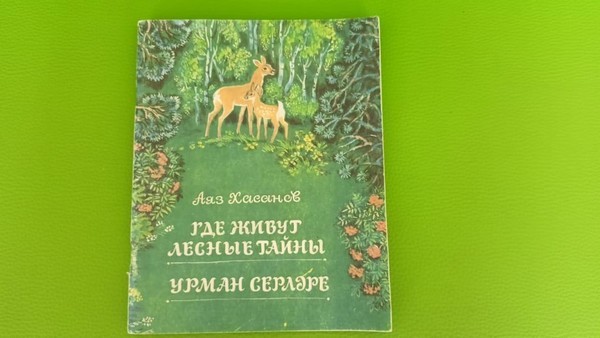 Аяз Хасанов
ГДЕ ЖИВУТ
ЛЕСНЫЕ ТАЙНЫ
УРМАН СЕРЛӘРЕ